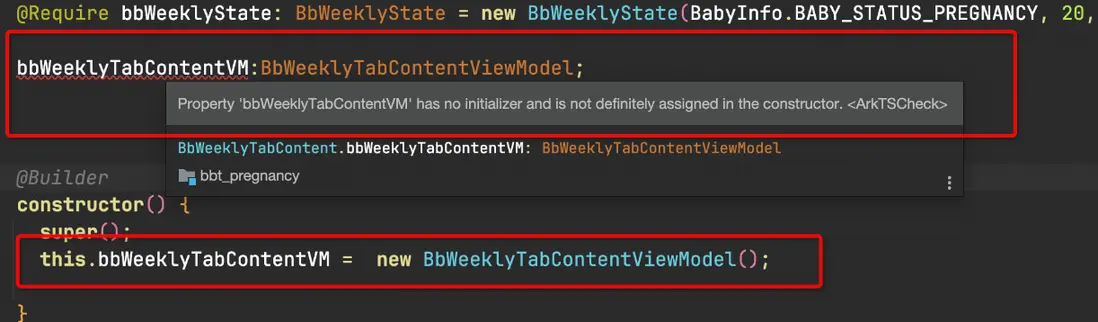 @Require bbWeeklyState: BbWeeklyState = new BbWeeklyState(BabyInfo.BABY_STATUS_PREGNANCY, 20,
bbWeeklyTabContentVM:BbWeeklyTabContentViewModel;
Property 'bbWeeklyTabContentVM' has no initializer and is not definitely assigned in the constructor. <ArkTSCheck>
BbWeeklyTabContent.bbWeeklyTabContentVM: BbWeeklyTabContentViewModel
bbt_pregnancy
@Builder
constructor() {
super();
this.bbWeeklyTabContentVM =  new BbWeeklyTabContentViewModel();
}